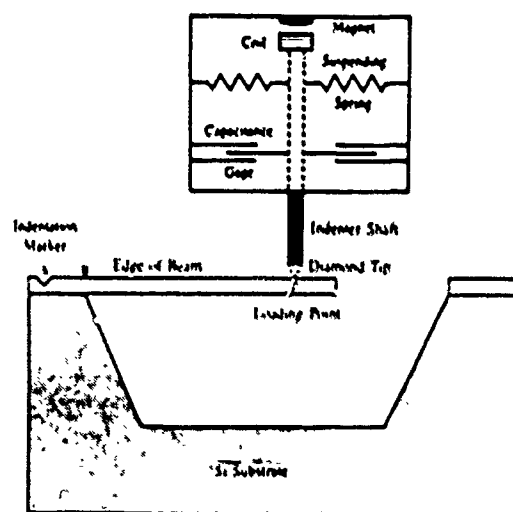 Magnet
Coil
Suspending
Spring
Capacitance
Gage
Indenter Shaft
Indentation
Marker
Edge of Beam
Diamond Tip
Loading Point
Si Substrate